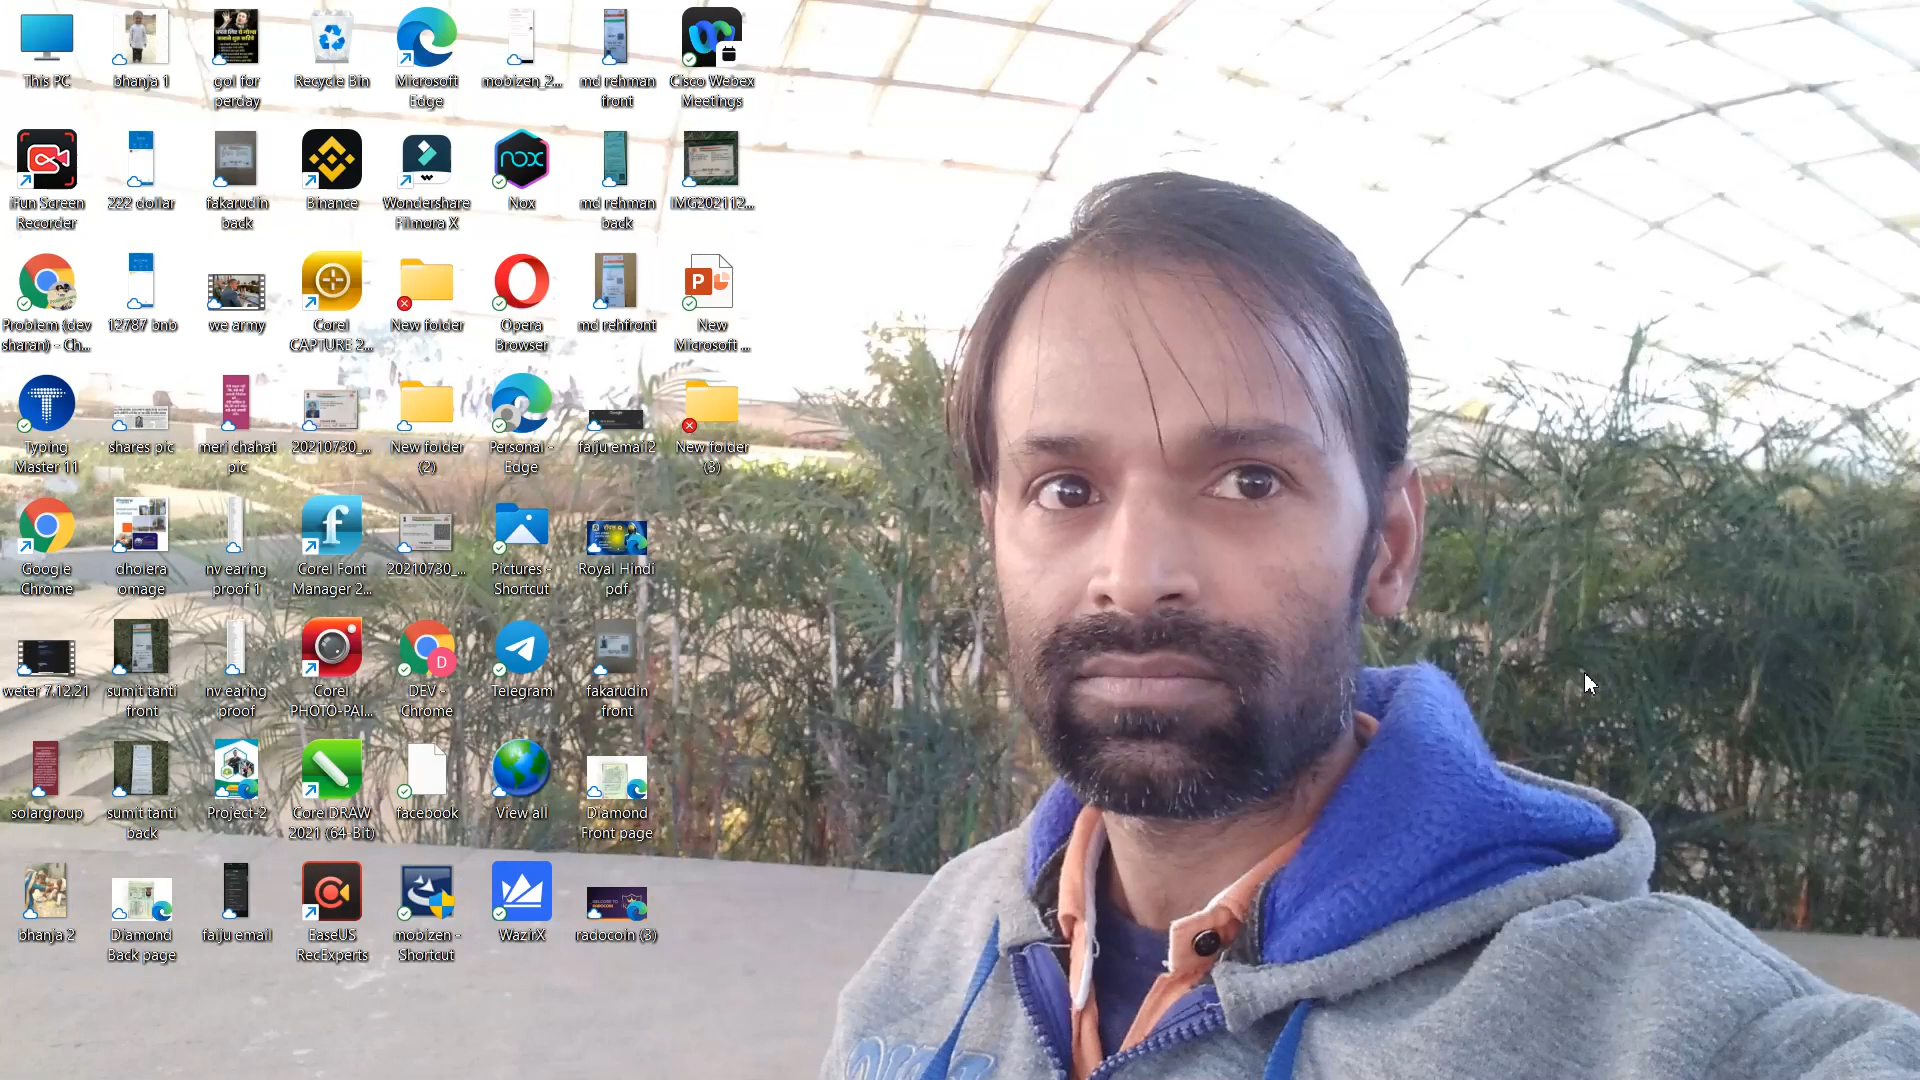 This PC
bhanja 1
gol for
perday
Recycle Bin
Microsoft
Edge
mobizen_2...
md rehman
front
Cisco Webex
Meetings
iFun Screen
Recorder
222 dollar
fakarudin
back
Binance
Wondershare
Filmora X
nox
Nox
md rehman
back
IMG202112...
Problem (dev
sharan) - Ch...
12787 bnb
we army
Corel
CAPTURE 2...
New folder
Opera
Browser
md rehfront
P
New
Microsoft ...
T
Typing
Master 11
shares pic
meri chahat
pic
20210730_...
New folder
(2)
Personal -
Edge
Google
faiju email2
New folder
(3)
Google
Chrome
dholera
omage
nv earing
proof 1
f
Corel Font
Manager 2...
20210730_...
Pictures -
Shortcut
Royal Hindi
pdf
weter 7.12.21
sumit tanti
front
nv earing
proof
Corel
PHOTO-PAI...
D
DEV -
Chrome
Telegram
fakarudin
front
solargroup
sumit tanti
back
Project-2
CorelDRAW
2021 (64-Bit)
facebook
View all
Diamond
Front page
bhanja 2
Diamond
Back page
faiju email
EaseUS
RecExperts
mobizen -
Shortcut
WazirX
radocoin (3)